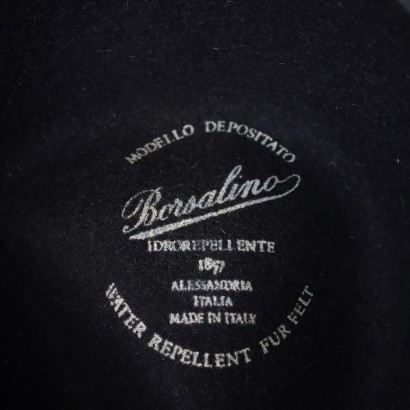 MODELLO DEPOSITATO
Borsalino
IDROREPELLENTE
1857
ALESSANDRIA
ITALIA
MADE IN ITALY
WATER REPELLENT FUR FELT